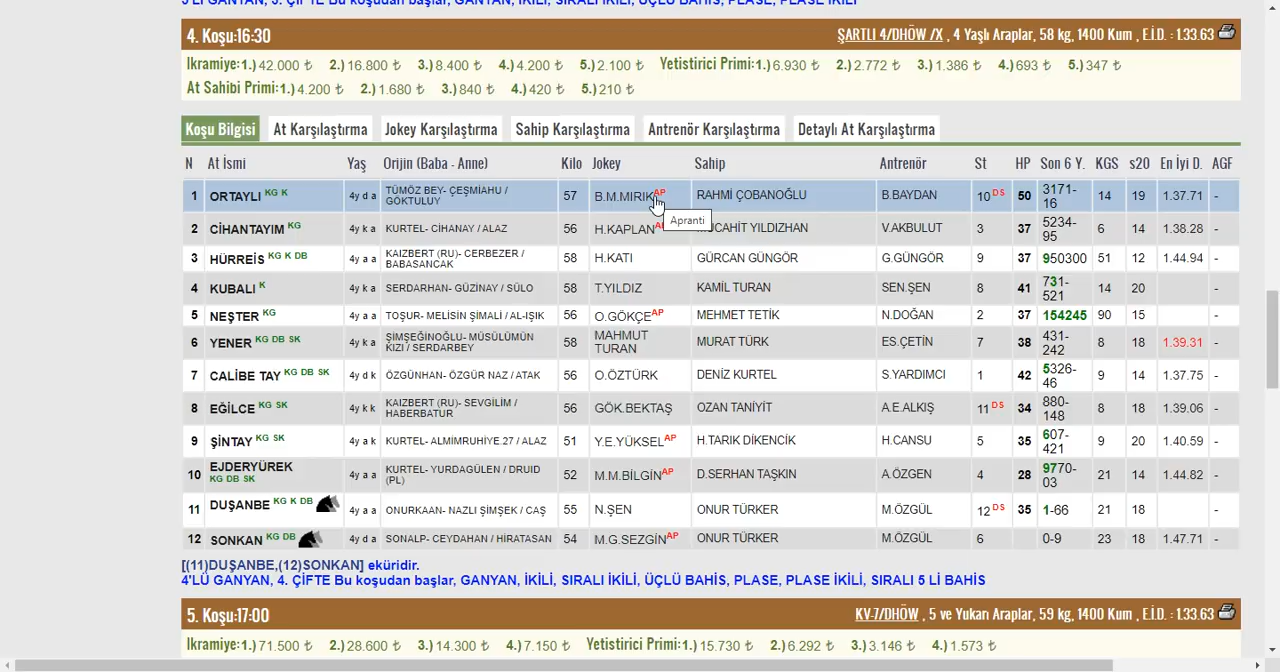 5'Lİ GANYAN, 3. ÇİFTE Bu koşudan başlar, GANYAN, İKİLİ, SIRALI İKİLİ, ÜÇLÜ BAHİS, PLASE, PLASE İKİLİ
4. Koşu:16:30 ŞARTLI 4/DHÖW /X , 4 Yaşlı Araplar, 58 kg, 1400 Kum , E.İ.D. : 1.33.63
İkramiye:1.) 42.000 ₺ 2.) 16.800 ₺ 3.) 8.400 ₺ 4.) 4.200 ₺ 5.) 2.100 ₺ Yetistirici Primi:1.) 6.930 ₺ 2.) 2.772 ₺ 3.) 1.386 ₺ 4.) 693 ₺ 5.) 347 ₺
At Sahibi Primi:1.) 4.200 ₺ 2.) 1.680 ₺ 3.) 840 ₺ 4.) 420 ₺ 5.) 210 ₺
Koşu Bilgisi At Karşılaştırma Jokey Karşılaştırma Sahip Karşılaştırma Antrenör Karşılaştırma Detaylı At Karşılaştırma
N At İsmi Yaş Orijin (Baba - Anne) Kilo Jokey Sahip Antrenör St HP Son 6 Y. KGS s20 En İyi D. AGF
1 ORTAYLI KG K 4y d a TÜMÖZ BEY- ÇEŞMİAHU / GÖKTULUY 57 B.M.MIRIK AP RAHMİ ÇOBANOĞLU B.BAYDAN 10 DS 50 3171-16 14 19 1.37.71 -
Apranti
2 CİHANTAYIM KG 4y k a KURTEL- CİHANAY / ALAZ 56 H.KAPLAN MÜCAHİT YILDIZHAN V.AKBULUT 3 37 5234-95 6 14 1.38.28 -
3 HÜRREİS KG K DB 4y a a KAIZBERT (RU)- CERBEZER / BABASANCAK 58 H.KATI GÜRCAN GÜNGÖR G.GÜNGÖR 9 37 950300 51 12 1.44.94 -
4 KUBALI K 4y k a SERDARHAN- GÜZİNAY / SÜLO 58 T.YILDIZ KAMİL TURAN SEN.ŞEN 8 41 731-521 14 20 -
5 NEŞTER KG 4y a a TOŞUR- MELİSİN ŞİMALİ / AL-IŞIK 56 O.GÖKÇE AP MEHMET TETİK N.DOĞAN 2 37 154245 90 15 -
6 YENER KG DB SK 4y k a ŞİMŞEĞİNOĞLU- MÜSÜLÜMÜN KIZI / SERDARBEY 58 MAHMUT TURAN MURAT TÜRK ES.ÇETİN 7 38 431-242 8 18 1.39.31 -
7 CALİBE TAY KG DB SK 4y d k ÖZGÜNHAN- ÖZGÜR NAZ / ATAK 56 O.ÖZTÜRK DENİZ KURTEL S.YARDIMCI 1 42 5326-46 9 14 1.37.75 -
8 EĞİLCE KG SK 4y k k KAIZBERT (RU)- SEVGİLİM / HABERBATUR 56 GÖK.BEKTAŞ OZAN TANİYİT A.E.ALKIŞ 11 DS 34 880-148 8 18 1.39.06 -
9 ŞİNTAY KG SK 4y a k KURTEL- ALMİMRUHİYE.27 / ALAZ 51 Y.E.YÜKSEL AP H.TARIK DİKENCİK H.CANSU 5 35 607-421 9 20 1.40.59 -
10 EJDERYÜREK KG DB SK 4y a a KURTEL- YURDAGÜLEN / DRUID (PL) 52 M.M.BİLGİN AP D.SERHAN TAŞKIN A.ÖZGEN 4 28 9770-03 21 14 1.44.82 -
11 DUŞANBE KG K DB 4y a a ONURKAAN- NAZLI ŞİMŞEK / CAŞ 55 N.ŞEN ONUR TÜRKER M.ÖZGÜL 12 DS 35 1-66 21 18 -
12 SONKAN KG DB 4y d a SONALP- CEYDAHAN / HİRATASAN 54 M.G.SEZGİN AP ONUR TÜRKER M.ÖZGÜL 6 0-9 23 18 1.47.71 -
[(11)DUŞANBE,(12)SONKAN] eküridir.
4'LÜ GANYAN, 4. ÇİFTE Bu koşudan başlar, GANYAN, İKİLİ, SIRALI İKİLİ, ÜÇLÜ BAHİS, PLASE, PLASE İKİLİ, SIRALI 5 Lİ BAHİS
5. Koşu:17:00 KV-7/DHÖW , 5 ve Yukarı Araplar, 59 kg, 1400 Kum , E.İ.D. : 1.33.63
İkramiye:1.) 71.500 ₺ 2.) 28.600 ₺ 3.) 14.300 ₺ 4.) 7.150 ₺ Yetistirici Primi:1.) 15.730 ₺ 2.) 6.292 ₺ 3.) 3.146 ₺ 4.) 1.573 ₺